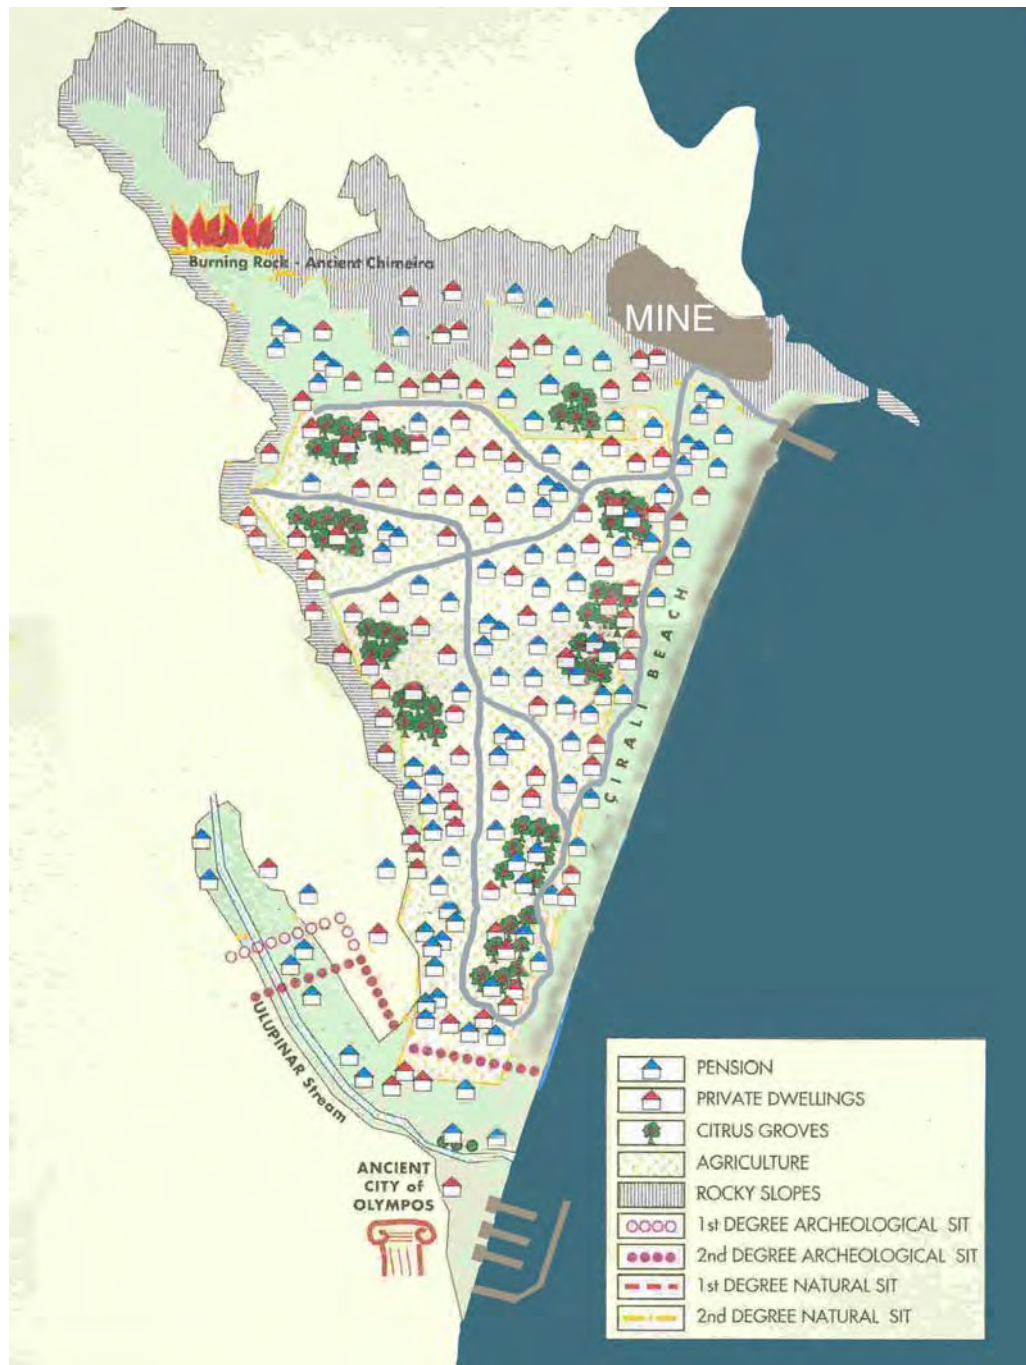 Burning Rock - Ancient Chimeira
MINE
ÇIRALI BEACH
ULUPINAR Stream
ANCIENT
CITY of
OLYMPOS
PENSION
PRIVATE DWELLINGS
CITRUS GROVES
AGRICULTURE
ROCKY SLOPES
1st DEGREE ARCHEOLOGICAL SIT
2nd DEGREE ARCHEOLOGICAL SIT
1st DEGREE NATURAL SIT
2nd DEGREE NATURAL SIT